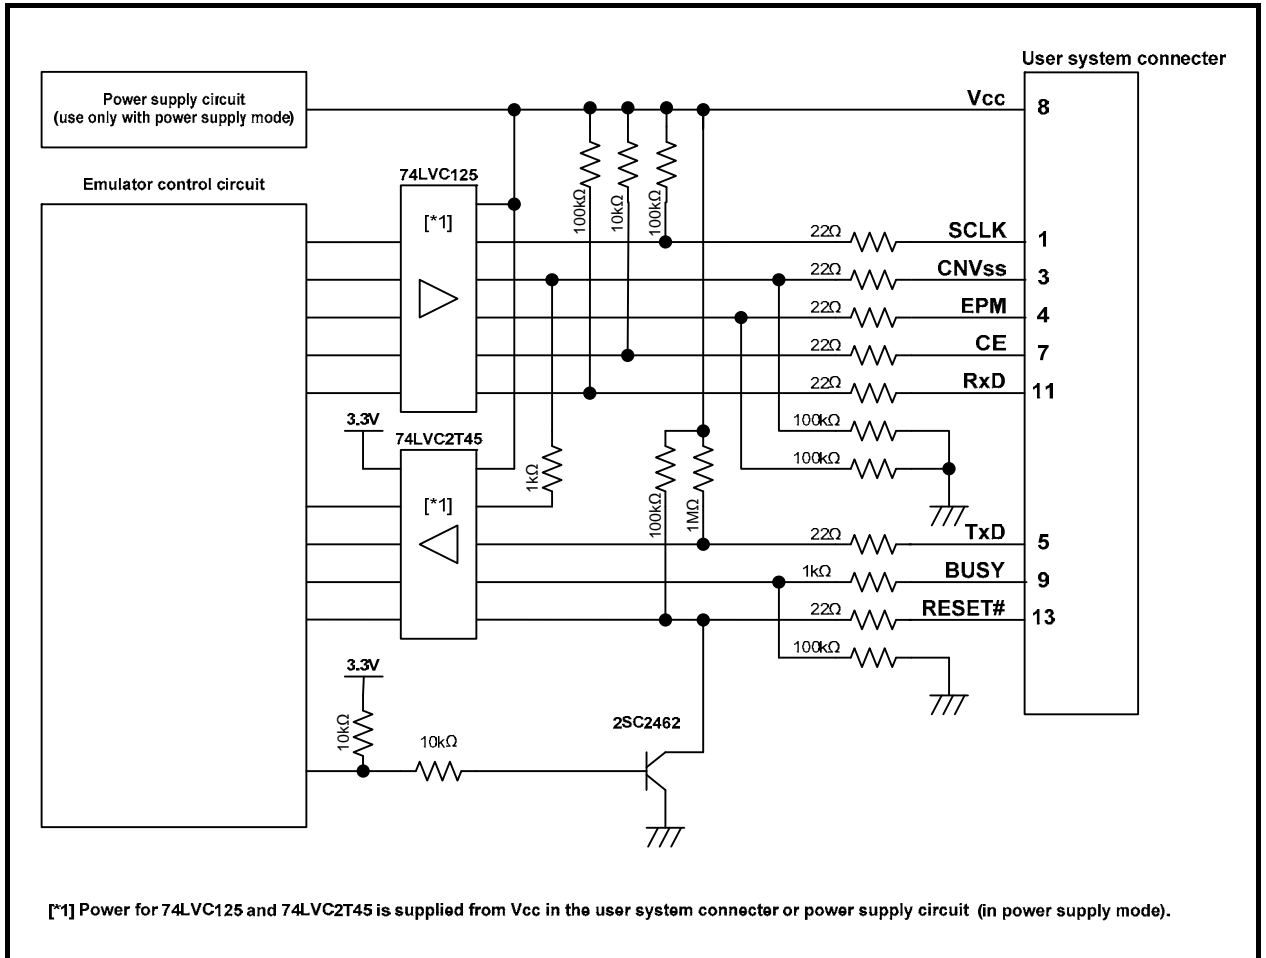 User system connecter
Power supply circuit
(use only with power supply mode)
Vcc
8
Emulator control circuit
74LVC125
[*1]
100kΩ
10kΩ
100kΩ
22Ω
SCLK
1
22Ω
CNVss
3
22Ω
EPM
4
22Ω
CE
7
22Ω
RxD
11
3.3V
100kΩ
74LVC2T45
100kΩ
1kΩ
[*1]
100kΩ
1MΩ
22Ω
TxD
5
1kΩ
BUSY
9
22Ω
RESET#
13
100kΩ
3.3V
10kΩ
10kΩ
2SC2462
[*1] Power for 74LVC125 and 74LVC2T45 is supplied from Vcc in the user system connecter or power supply circuit (in power supply mode).